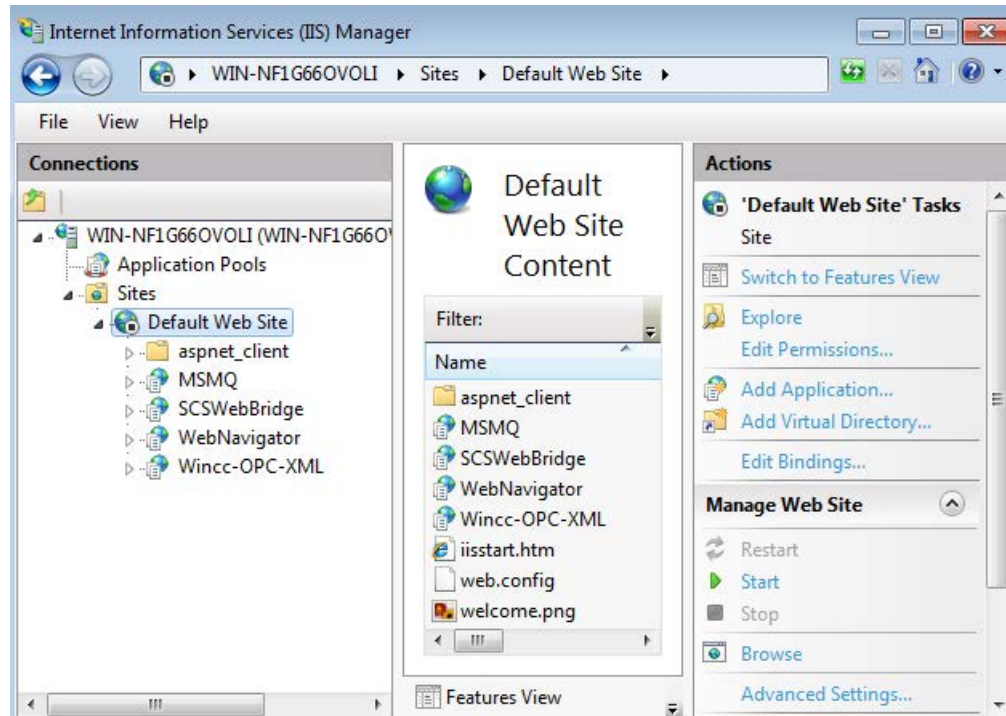 Internet Information Services (IIS) Manager
WIN-NF1G66OVOLI Sites Default Web Site
File View Help
Connections
WIN-NF1G66OVOLI (WIN-NF1G66O
Application Pools
Sites
Default Web Site
aspnet_client
MSMQ
SCSWebBridge
WebNavigator
Wincc-OPC-XML
Default
Web Site
Content
Filter:
Name
aspnet_client
MSMQ
SCSWebBridge
WebNavigator
Wincc-OPC-XML
iisstart.htm
web.config
welcome.png
Features View
Actions
'Default Web Site' Tasks
Site
Switch to Features View
Explore
Edit Permissions...
Add Application...
Add Virtual Directory...
Edit Bindings...
Manage Web Site
Restart
Start
Stop
Browse
Advanced Settings...